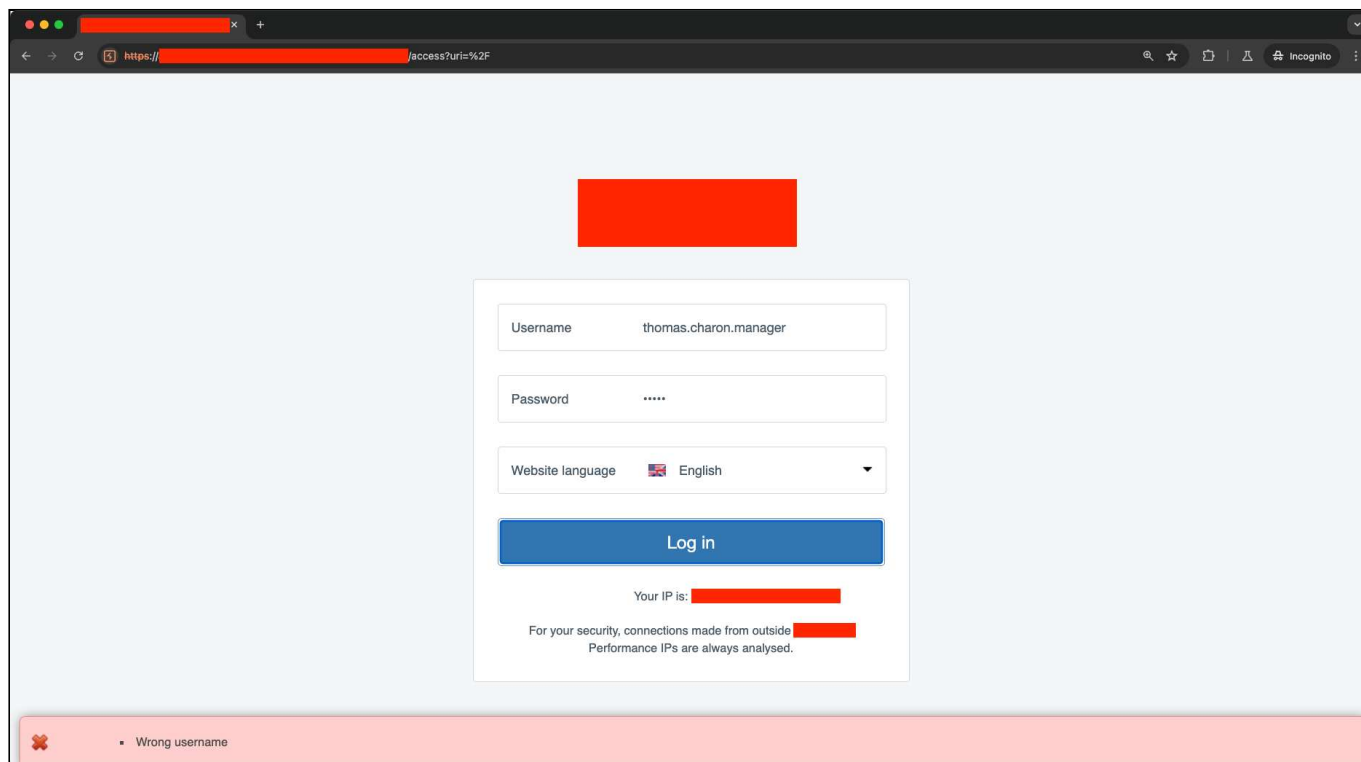 https:// /access?uri=%2F
Incognito
Username thomas.charon.manager
Password •••••
Website language English
Log in
Your IP is:
For your security, connections made from outside
Performance IPs are always analysed.
Wrong username